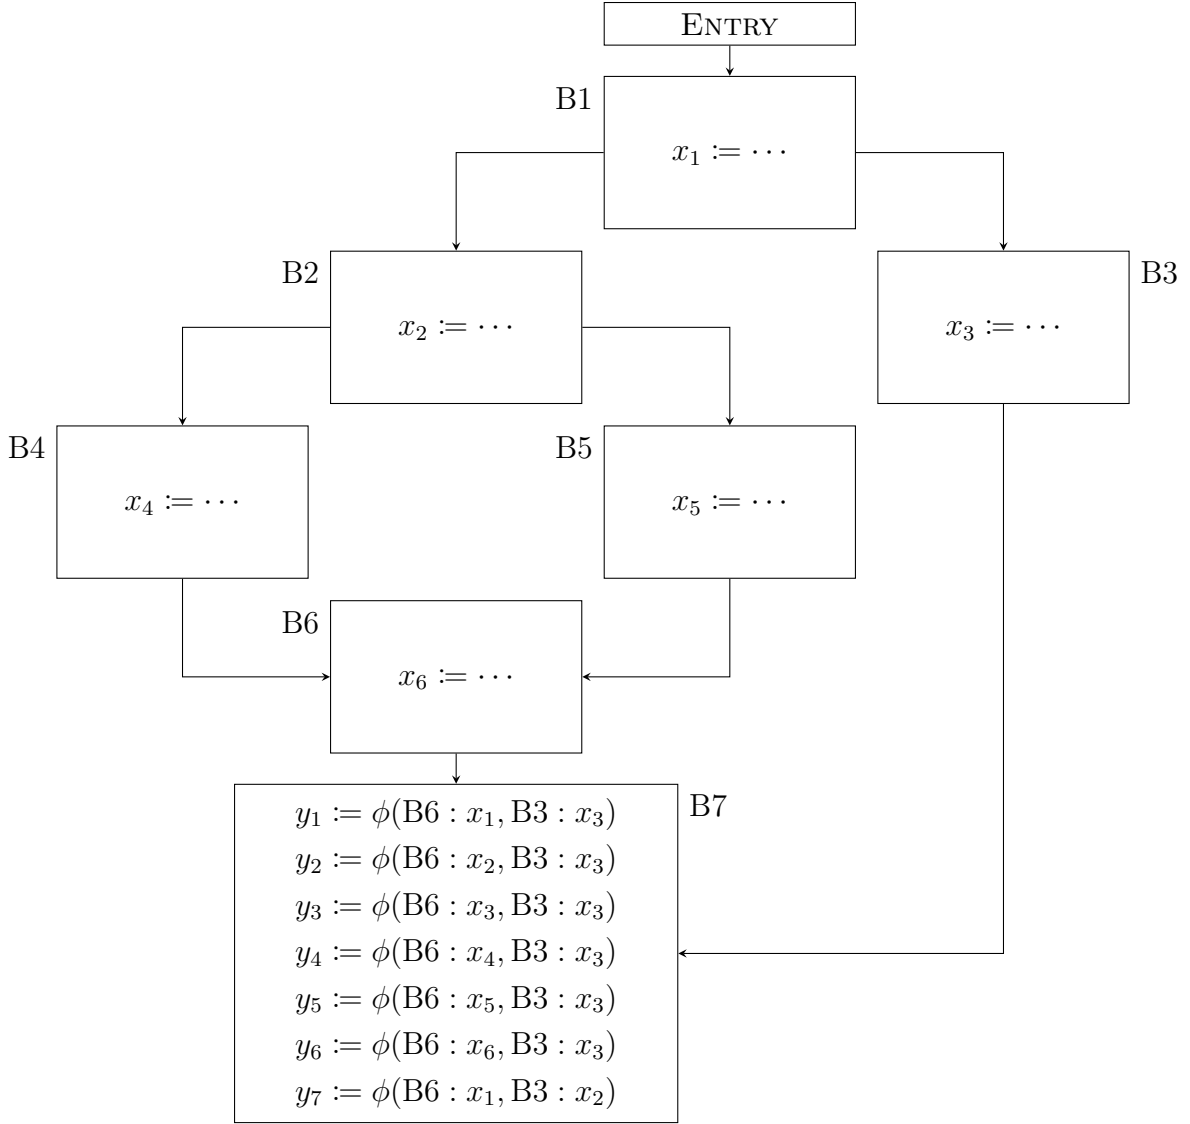 ENTRY
B1
x₁ := ⋯
B2
x₂ := ⋯
B3
x₃ := ⋯
B4
x₄ := ⋯
B5
x₅ := ⋯
B6
x₆ := ⋯
B7
y₁ := ϕ(B6 : x₁, B3 : x₃)
y₂ := ϕ(B6 : x₂, B3 : x₃)
y₃ := ϕ(B6 : x₃, B3 : x₃)
y₄ := ϕ(B6 : x₄, B3 : x₃)
y₅ := ϕ(B6 : x₅, B3 : x₃)
y₆ := ϕ(B6 : x₆, B3 : x₃)
y₇ := ϕ(B6 : x₁, B3 : x₂)